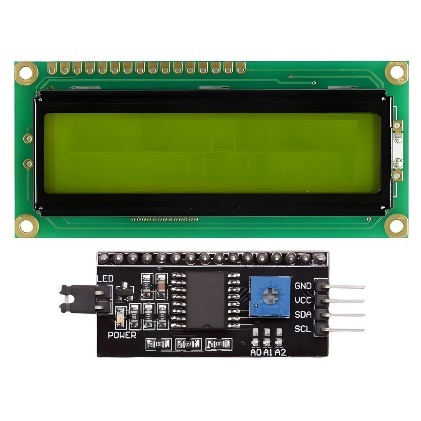 LED
GND
VCC
SDA
SCL
POWER
A0 A1 A2